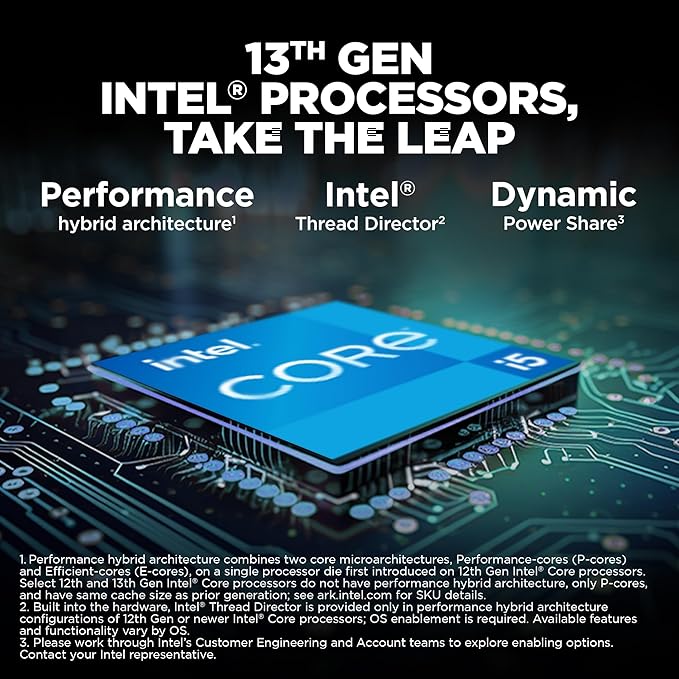 13TH GEN
INTEL® PROCESSORS,
TAKE THE LEAP
Performance
hybrid architecture¹
Intel®
Thread Director²
Dynamic
Power Share³
intel.
CORE™
i5
1. Performance hybrid architecture combines two core microarchitectures, Performance-cores (P-cores)
and Efficient-cores (E-cores), on a single processor die first introduced on 12th Gen Intel® Core processors.
Select 12th and 13th Gen Intel® Core processors do not have performance hybrid architecture, only P-cores,
and have same cache size as prior generation; see ark.intel.com for SKU details.
2. Built into the hardware, Intel® Thread Director is provided only in performance hybrid architecture
configurations of 12th Gen or newer Intel® Core processors; OS enablement is required. Available features
and functionality vary by OS.
3. Please work through Intel's Customer Engineering and Account teams to explore enabling options.
Contact your Intel representative.